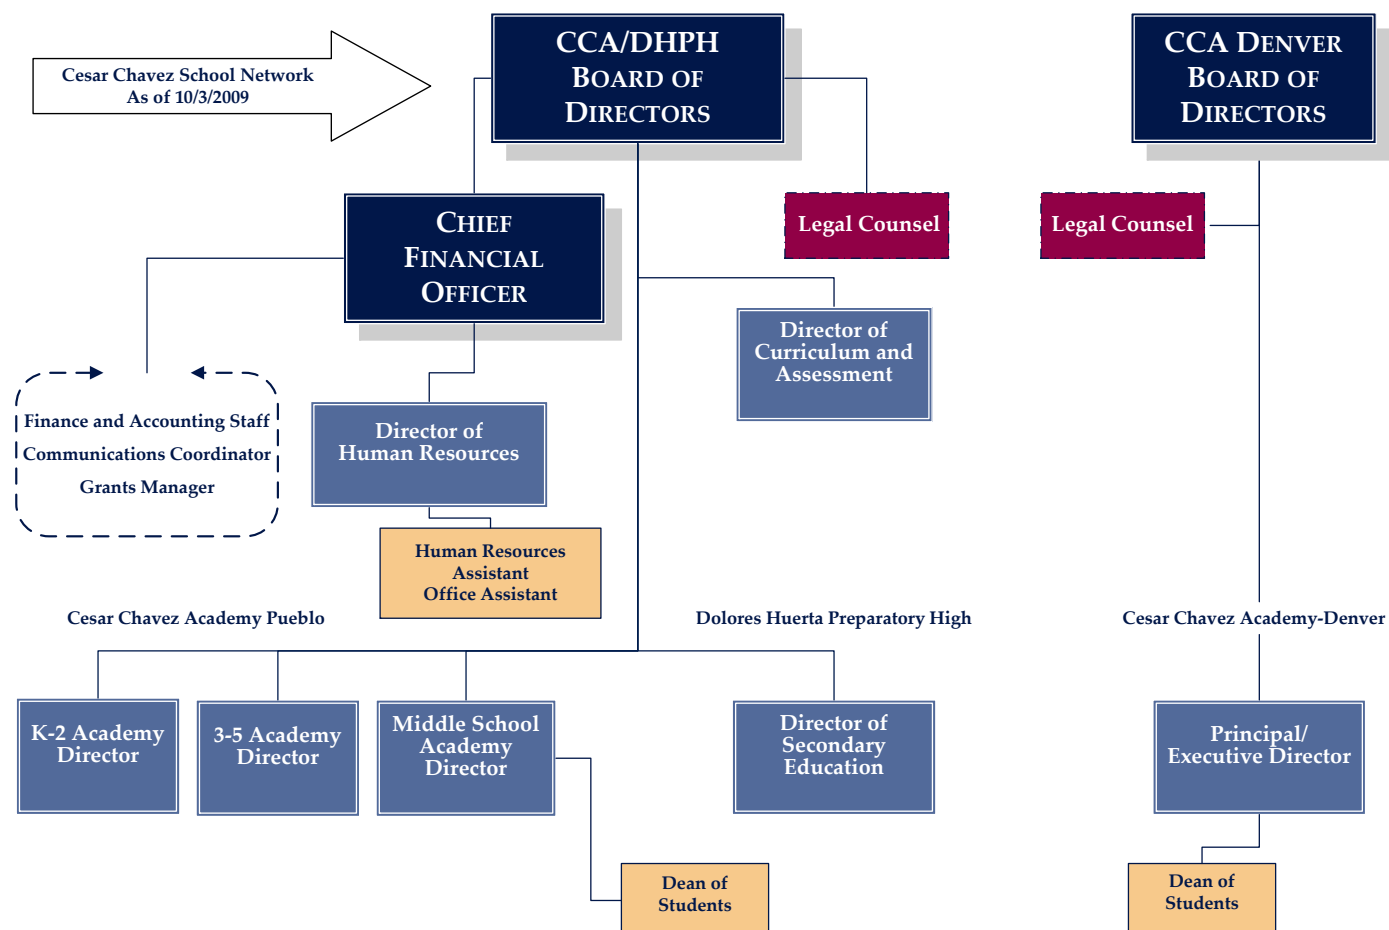 Cesar Chavez School Network
As of 10/3/2009
CCA/DHPH
BOARD OF
DIRECTORS
CCA DENVER
BOARD OF
DIRECTORS
CHIEF
FINANCIAL
OFFICER
Legal Counsel
Legal Counsel
Director of
Curriculum and
Assessment
Finance and Accounting Staff
Communications Coordinator
Grants Manager
Director of
Human Resources
Human Resources
Assistant
Office Assistant
Cesar Chavez Academy Pueblo
Dolores Huerta Preparatory High
Cesar Chavez Academy-Denver
K-2 Academy
Director
3-5 Academy
Director
Middle School
Academy
Director
Director of
Secondary
Education
Principal/
Executive Director
Dean of
Students
Dean of
Students